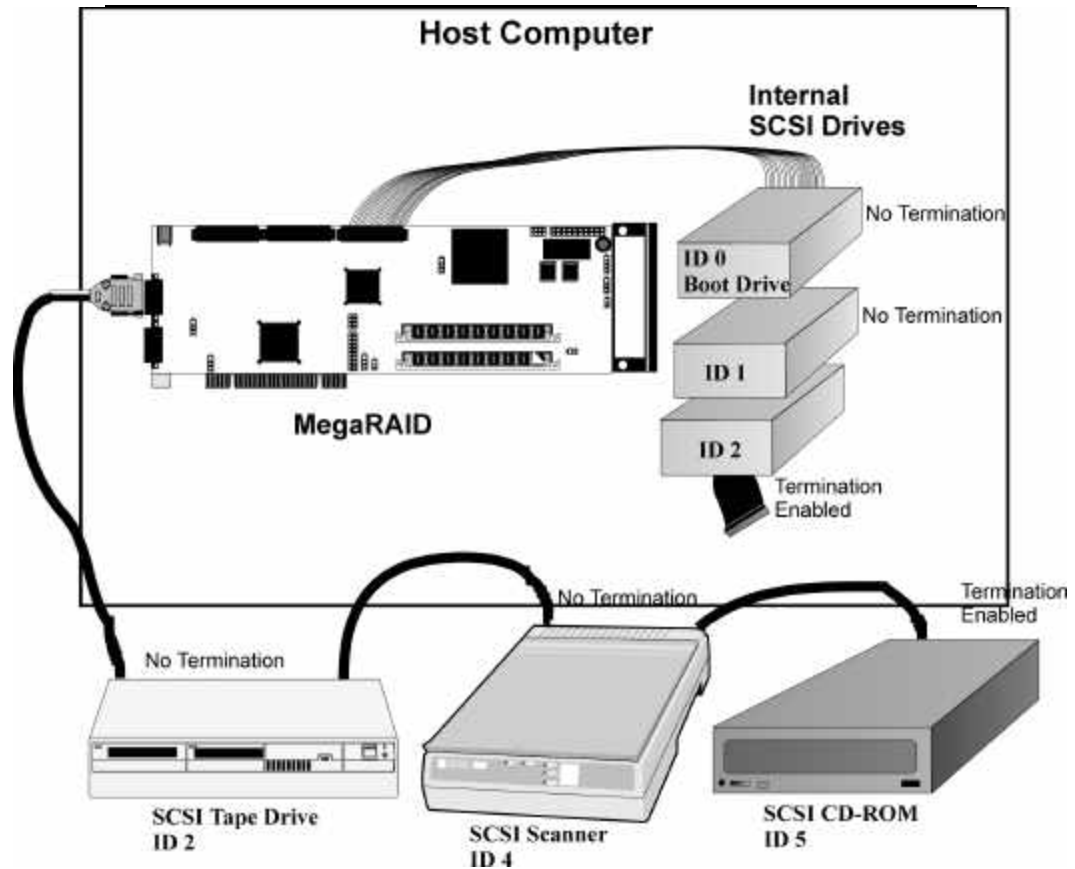 Host Computer
Internal
SCSI Drives
No Termination
ID 0
Boot Drive
No Termination
ID 1
MegaRAID
ID 2
Termination
Enabled
No Termination
Termination
Enabled
No Termination
SCSI Tape Drive
ID 2
SCSI Scanner
ID 4
SCSI CD-ROM
ID 5